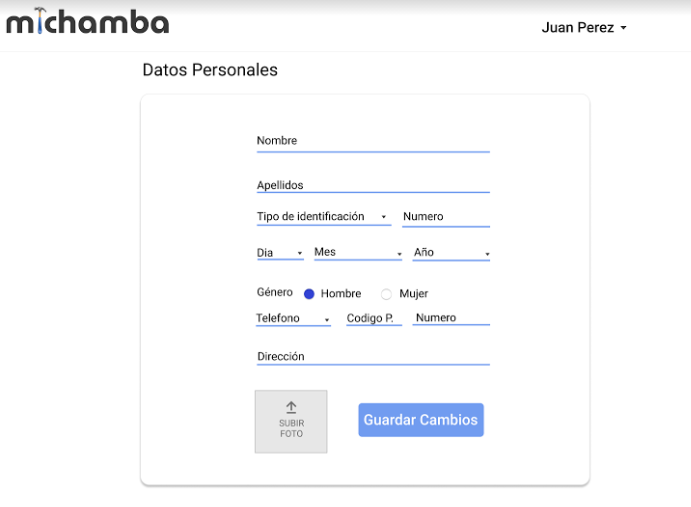 michamba
Juan Perez
Datos Personales
Nombre
Apellidos
Tipo de identificación Numero
Dia Mes Año
Género Hombre Mujer
Telefono Codigo P. Numero
Dirección
SUBIR
FOTO
Guardar Cambios